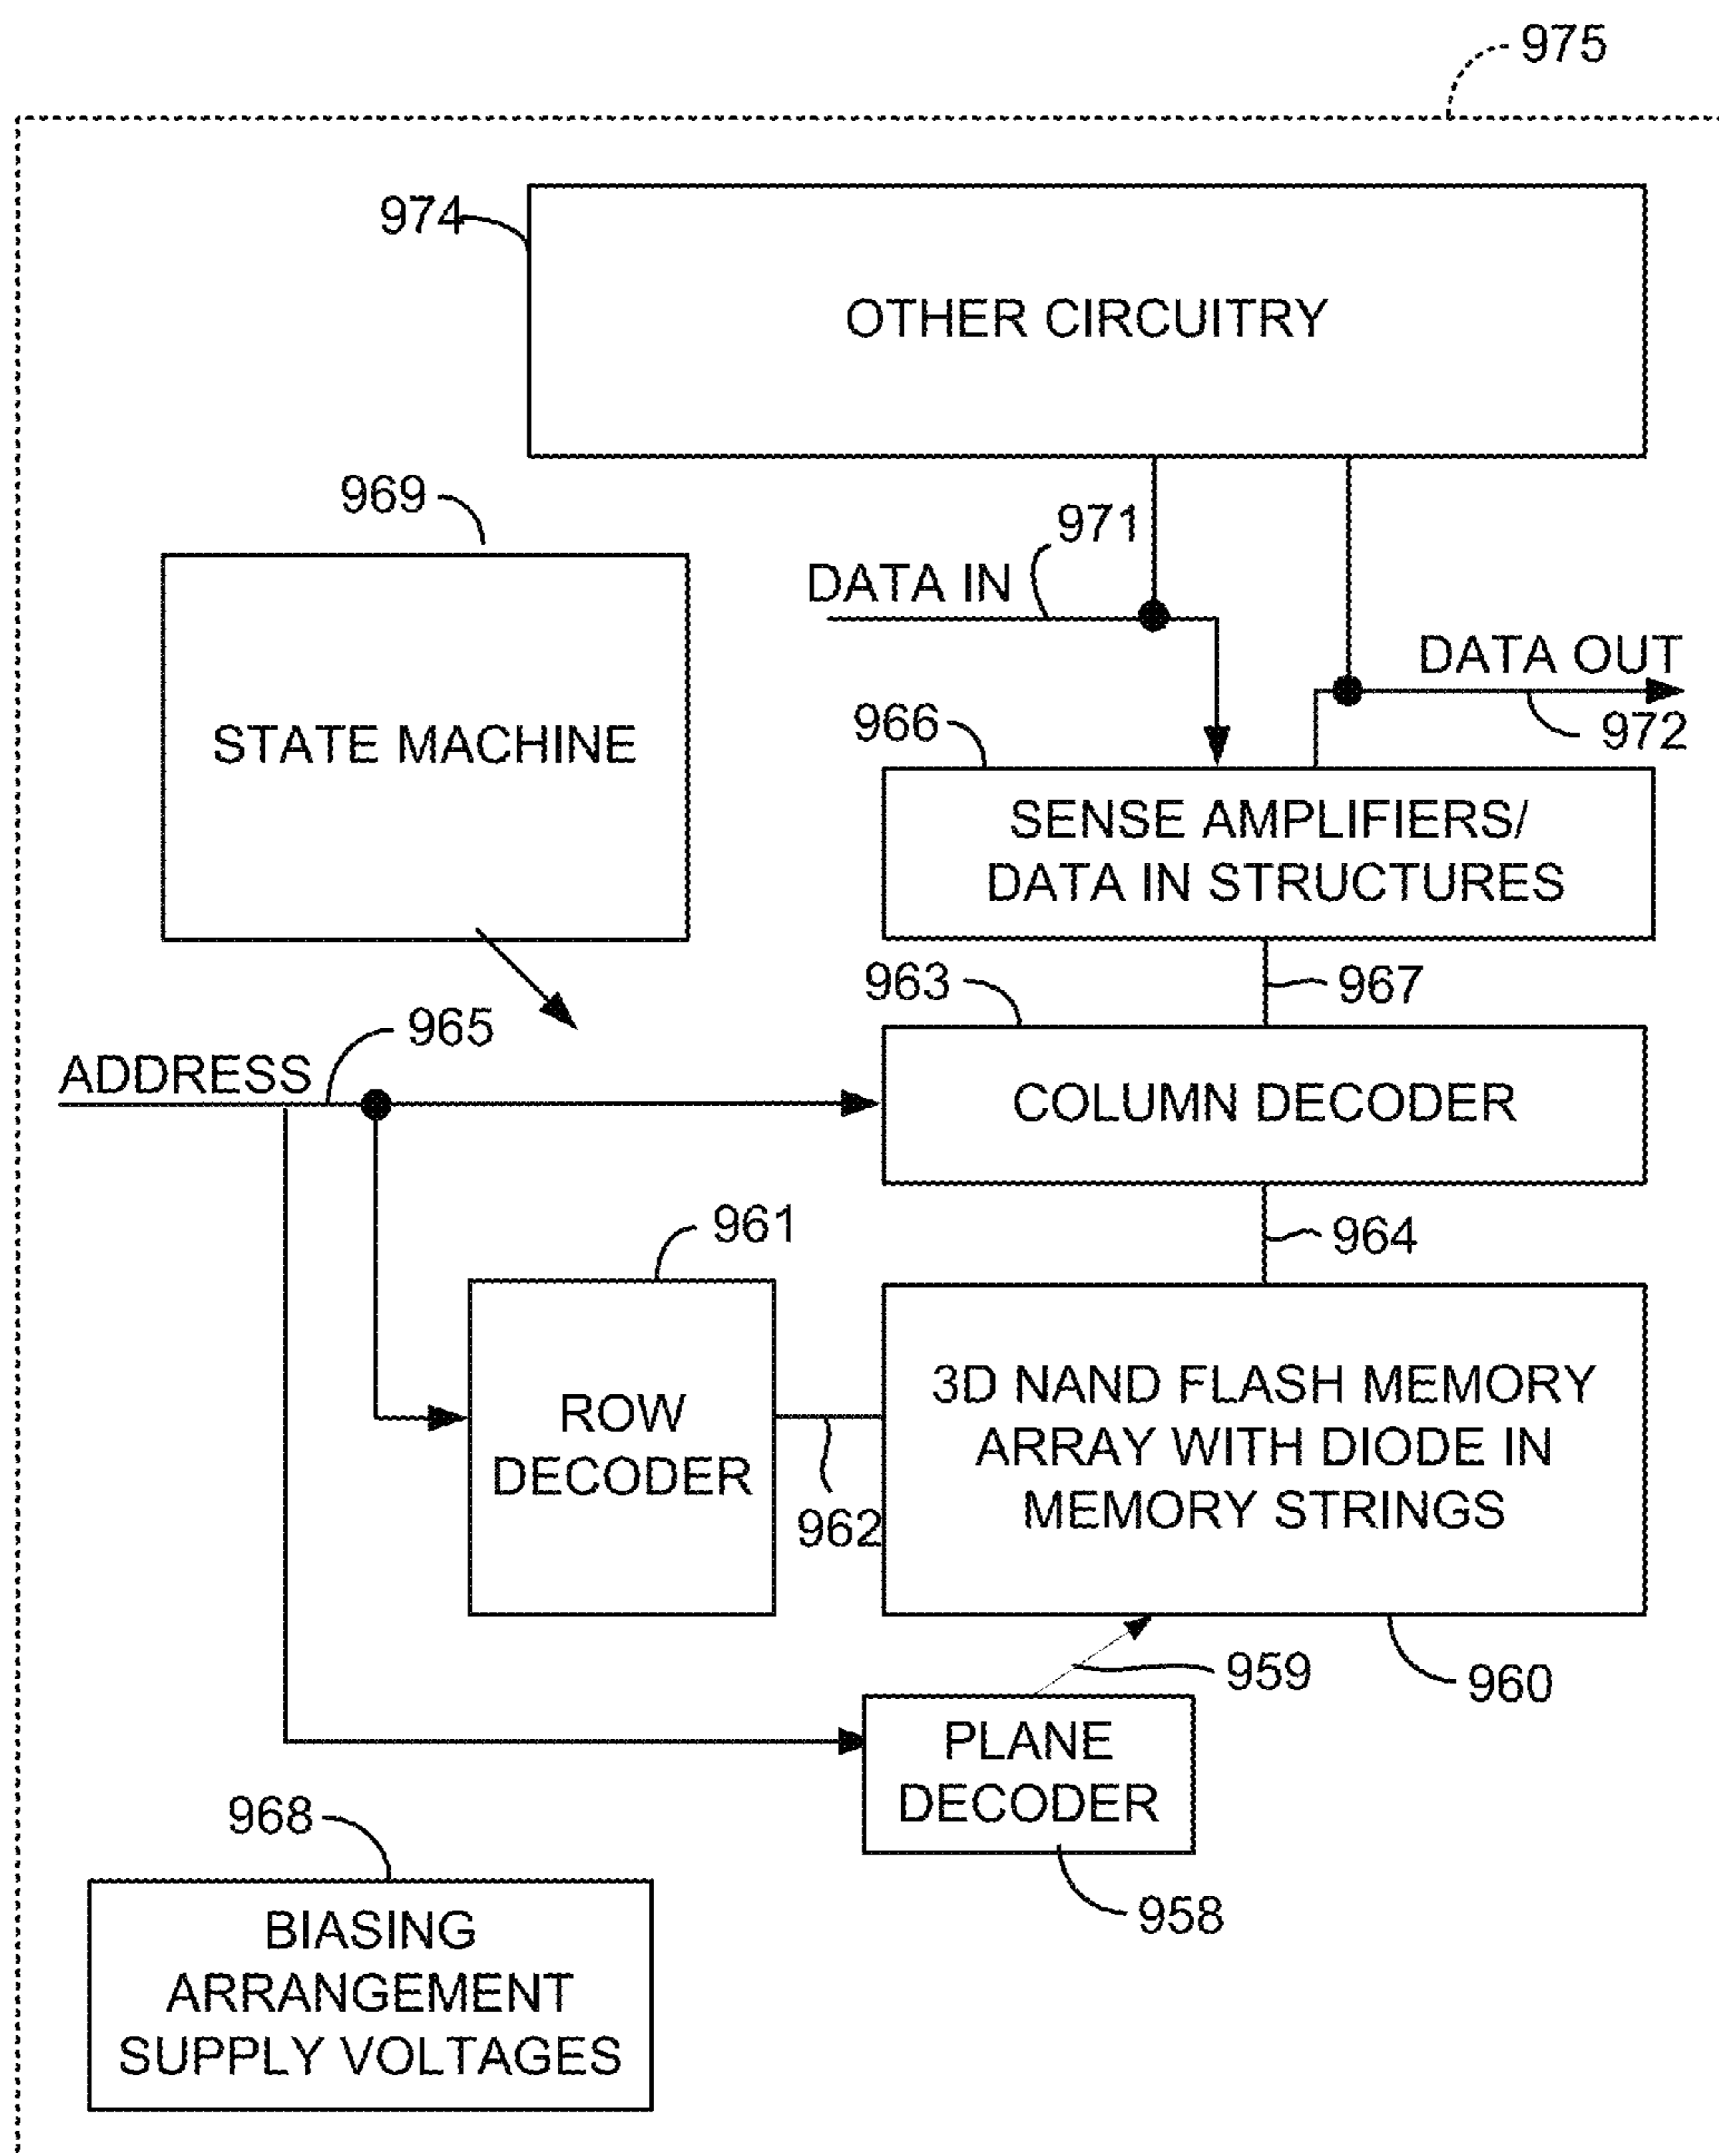 975
974
OTHER CIRCUITRY
969
971
DATA IN
STATE MACHINE
DATA OUT
972
966
SENSE AMPLIFIERS/
DATA IN STRUCTURES
963
967
965
ADDRESS
COLUMN DECODER
961
964
ROW
DECODER
962
3D NAND FLASH MEMORY
ARRAY WITH DIODE IN
MEMORY STRINGS
959
960
PLANE
DECODER
958
968
BIASING
ARRANGEMENT
SUPPLY VOLTAGES